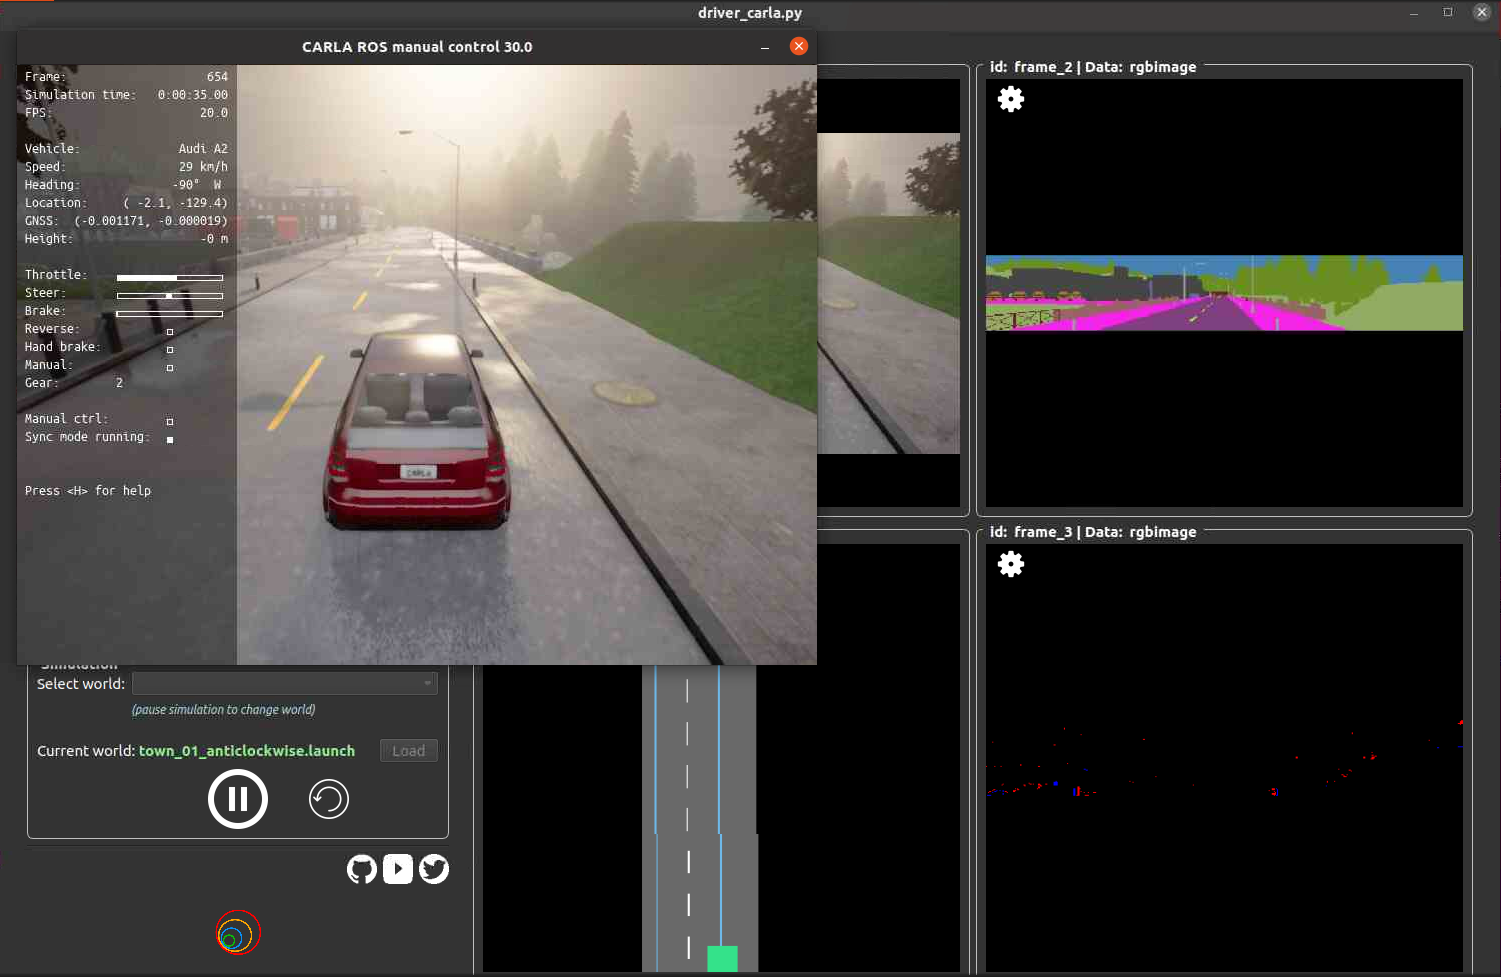 driver_carla.py
CARLA ROS manual control 30.0
Frame: 654
Simulation time: 0:00:35.00
FPS: 20.0
Vehicle: Audi A2
Speed: 29 km/h
Heading: -90° W
Location: ( -2.1, -129.4)
GNSS: (-0.001171, -0.000019)
Height: -0 m
Throttle:
Steer:
Brake:
Reverse:
Hand brake:
Manual:
Gear: 2
Manual ctrl:
Sync mode running:
Press <H> for help
CARLA
id: frame_2 | Data: rgbimage
id: frame_3 | Data: rgbimage
Simulation
Select world:
(pause simulation to change world)
Current world: town_01_anticlockwise.launch
Load